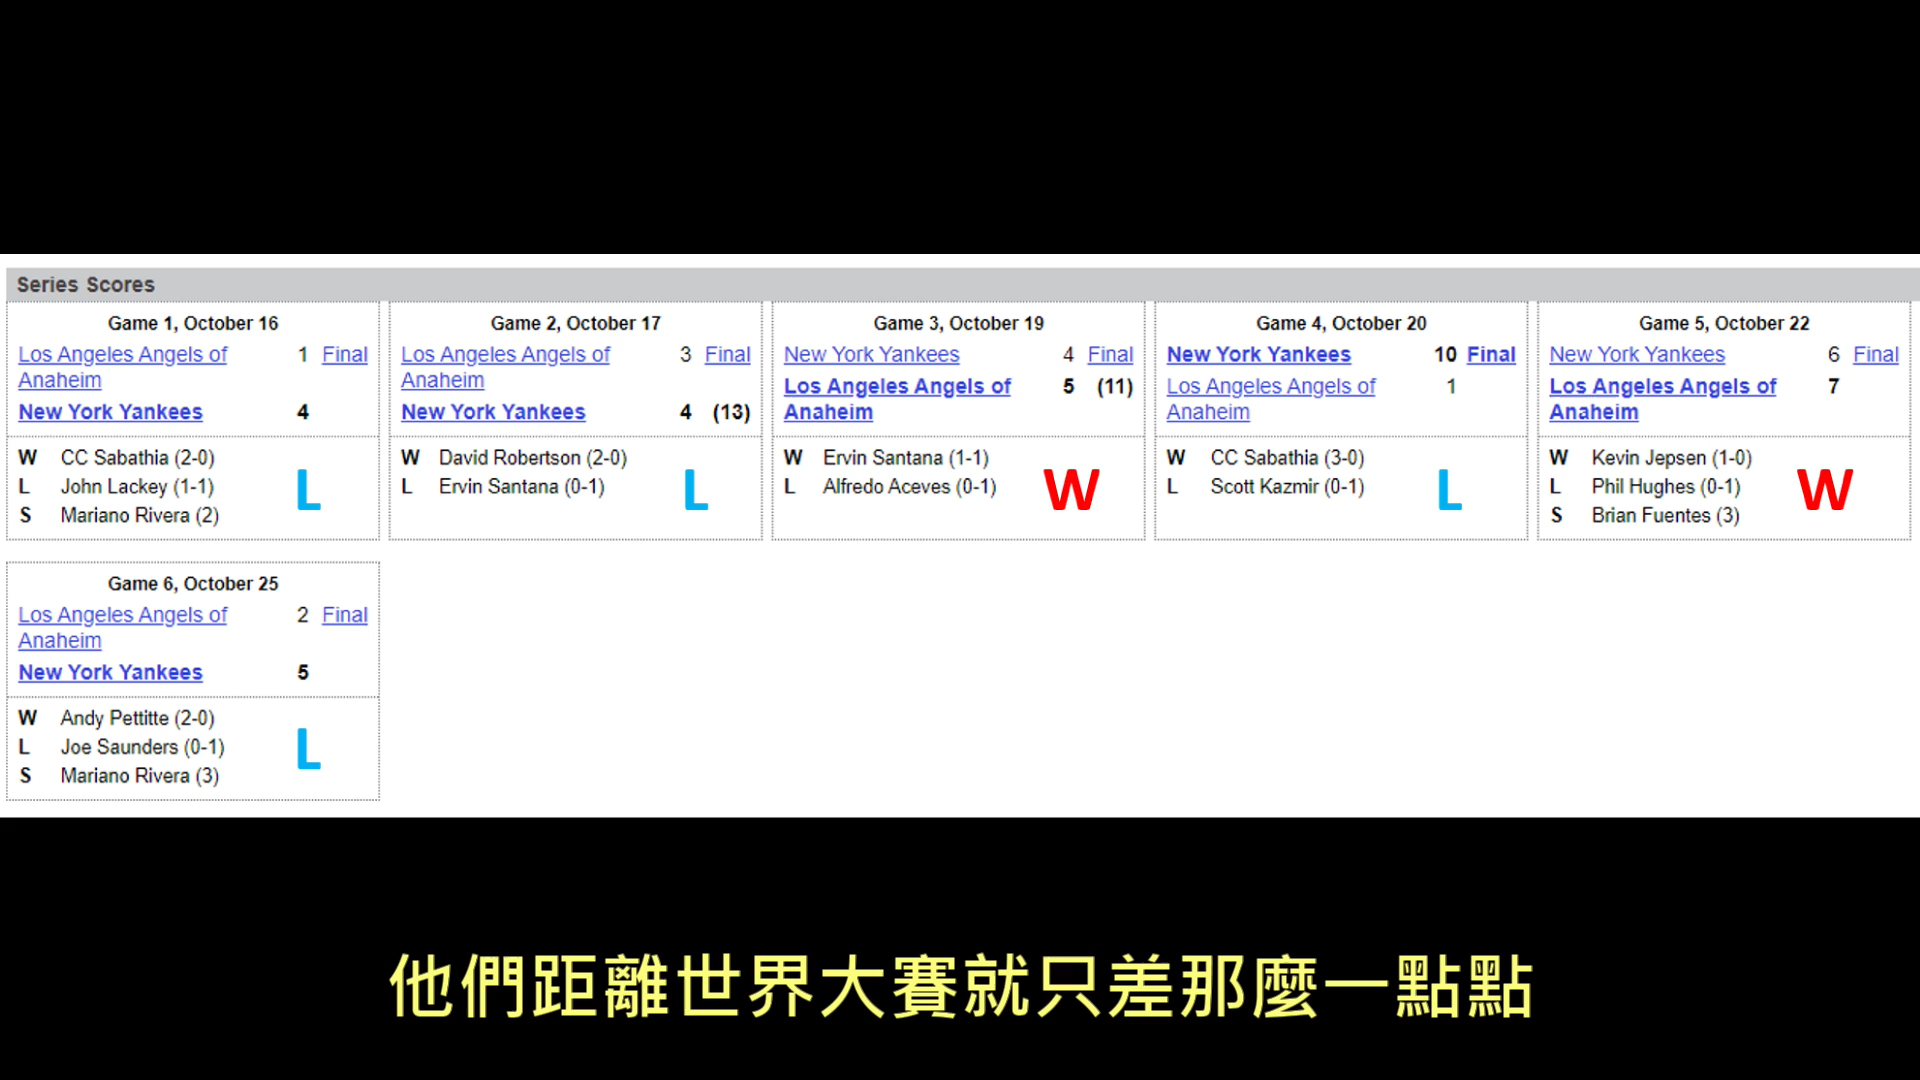 Series Scores
Game 1, October 16
Los Angeles Angels of Anaheim 1 Final
New York Yankees 4
W CC Sabathia (2-0)
L John Lackey (1-1)
S Mariano Rivera (2)
L
Game 2, October 17
Los Angeles Angels of Anaheim 3 Final
New York Yankees 4 (13)
W David Robertson (2-0)
L Ervin Santana (0-1)
L
Game 3, October 19
New York Yankees 4 Final
Los Angeles Angels of Anaheim 5 (11)
W Ervin Santana (1-1)
L Alfredo Aceves (0-1)
W
Game 4, October 20
New York Yankees 10 Final
Los Angeles Angels of Anaheim 1
W CC Sabathia (3-0)
L Scott Kazmir (0-1)
L
Game 5, October 22
New York Yankees 6 Final
Los Angeles Angels of Anaheim 7
W Kevin Jepsen (1-0)
L Phil Hughes (0-1)
S Brian Fuentes (3)
W
Game 6, October 25
Los Angeles Angels of Anaheim 2 Final
New York Yankees 5
W Andy Pettitte (2-0)
L Joe Saunders (0-1)
S Mariano Rivera (3)
L
他們距離世界大賽就只差那麼一點點